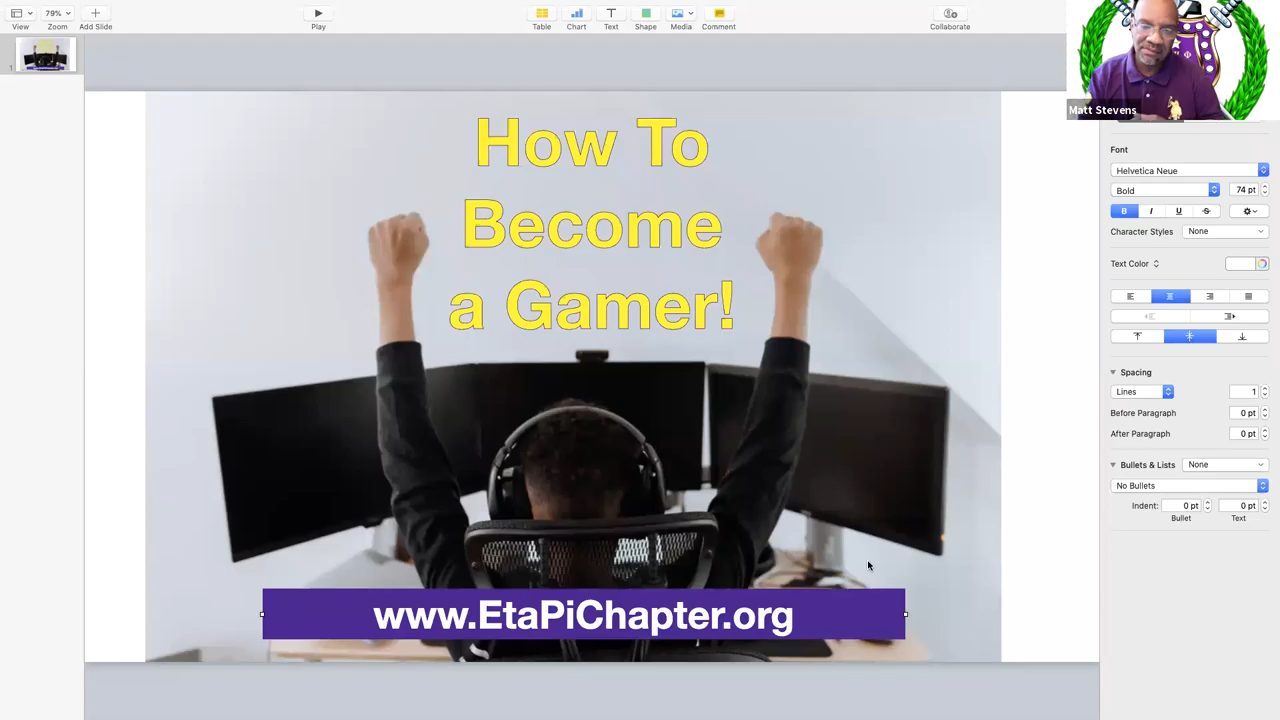 79%
View
Zoom
Add Slide
Play
Table
Chart
Text
Shape
Media
Comment
Collaborate
Matt Stevens
1
How To
Become
a Gamer!
www.EtaPiChapter.org
Font
Helvetica Neue
Bold
74 pt
B I U S
Character Styles
None
Text Color
Spacing
Lines
1
Before Paragraph
0 pt
After Paragraph
0 pt
Bullets & Lists
None
No Bullets
Indent:
0 pt
0 pt
Bullet
Text